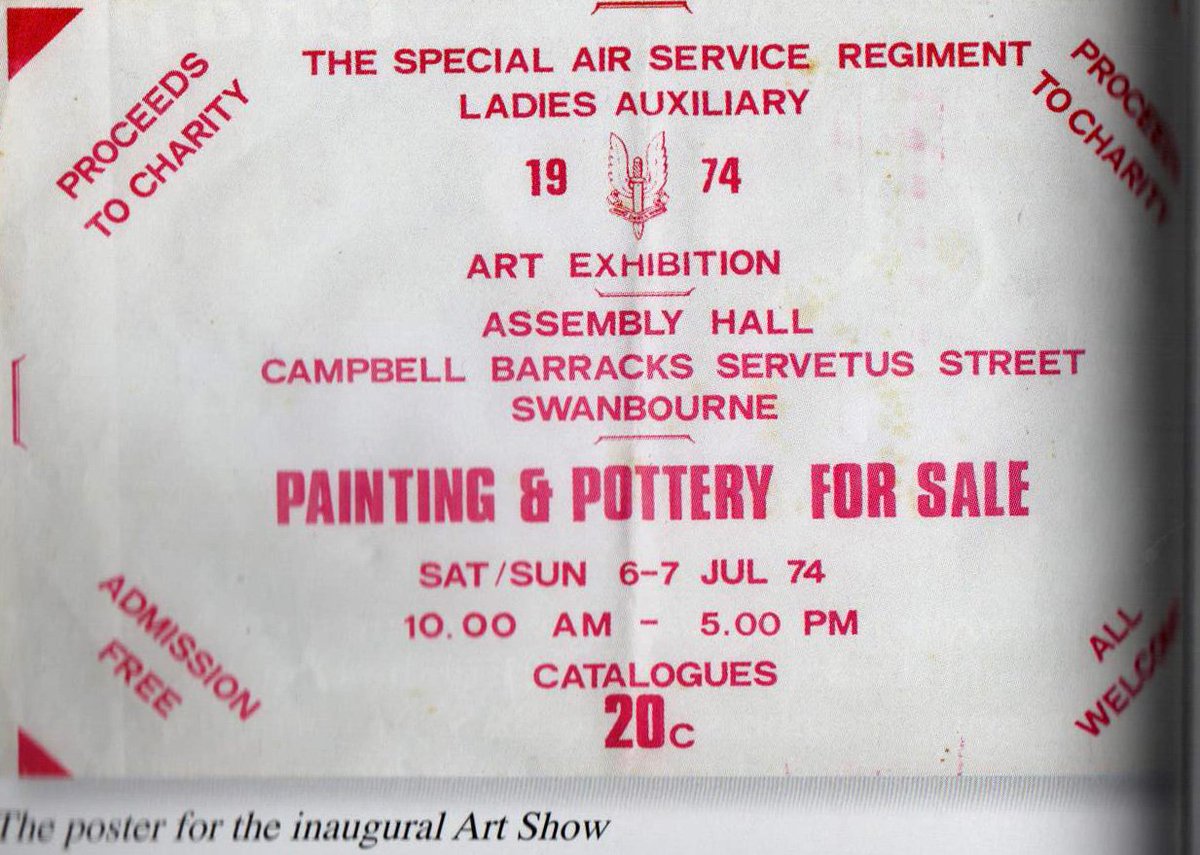 PROCEEDS
TO CHARITY
THE SPECIAL AIR SERVICE REGIMENT
LADIES AUXILIARY
PROCEEDS
TO CHARITY
19 74
ART EXHIBITION
ASSEMBLY HALL
CAMPBELL BARRACKS SERVETUS STREET
SWANBOURNE
PAINTING & POTTERY FOR SALE
SAT/SUN 6-7 JUL 74
10.00 AM - 5.00 PM
CATALOGUES
20c
ADMISSION
FREE
ALL
WELCOME
The poster for the inaugural Art Show